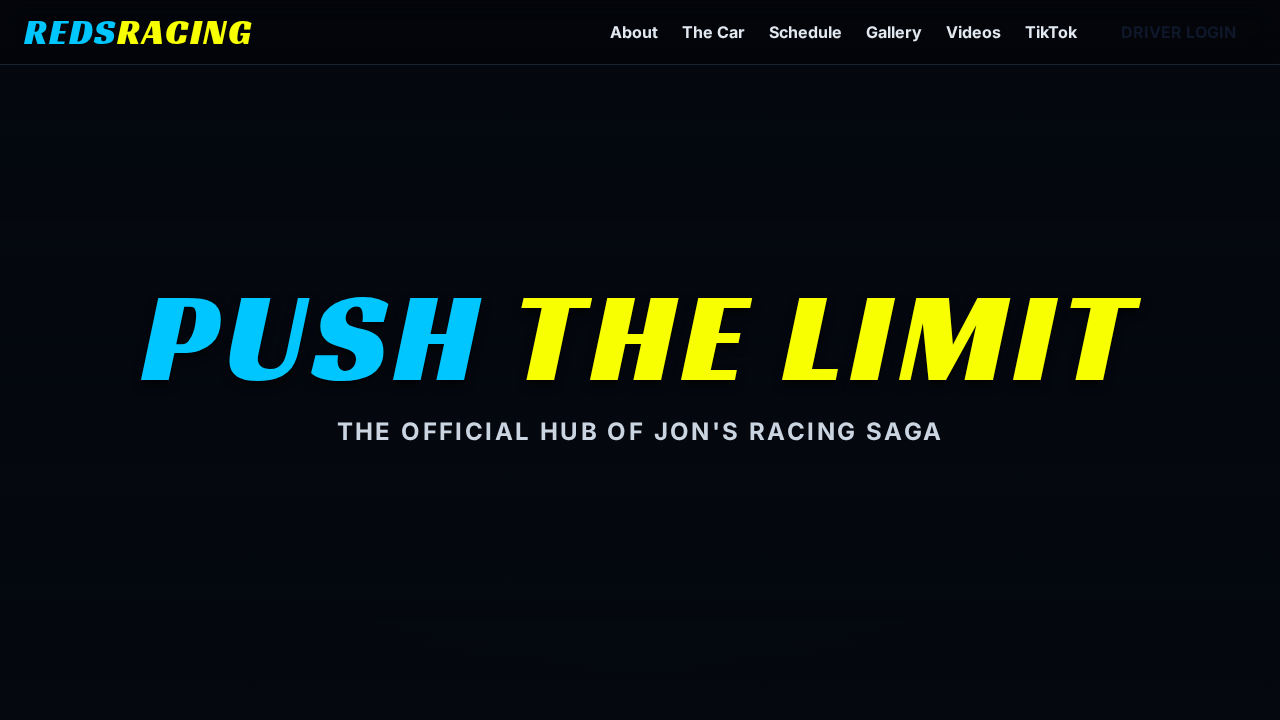 REDSRACING
About The Car Schedule Gallery Videos TikTok DRIVER LOGIN
PUSH THE LIMIT
THE OFFICIAL HUB OF JON'S RACING SAGA